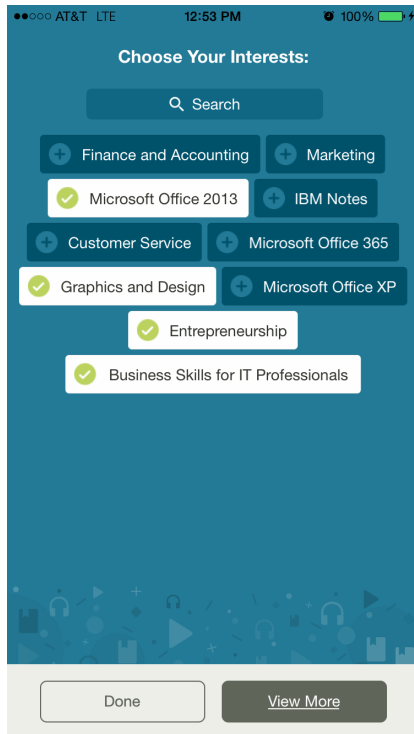 AT&T LTE 12:53 PM 100%
Choose Your Interests:
Search
Finance and Accounting Marketing
Microsoft Office 2013 IBM Notes
Customer Service Microsoft Office 365
Graphics and Design Microsoft Office XP
Entrepreneurship
Business Skills for IT Professionals
Done View More